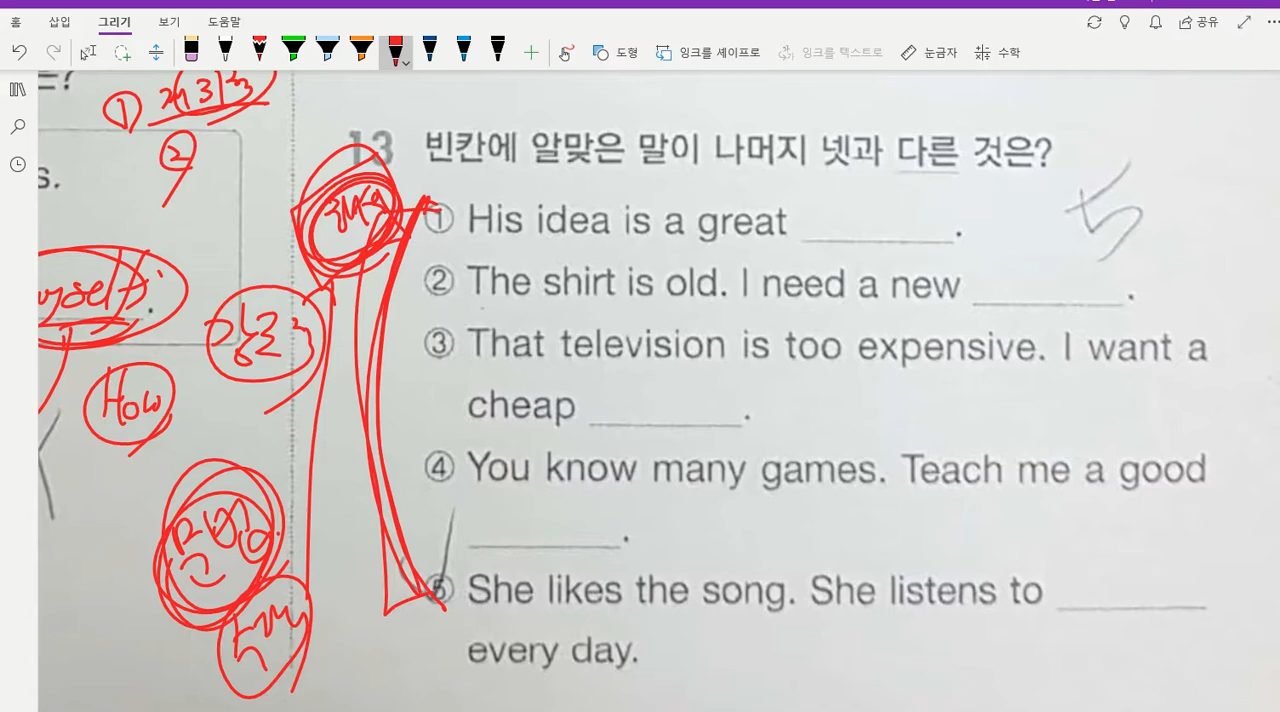 홈 삽입 그리기 보기 도움말
공유
도형 잉크를 셰이프로 잉크를 텍스트로 눈금자 수학
①
②
s.
How
13 빈칸에 알맞은 말이 나머지 넷과 다른 것은?
① His idea is a great ________.
② The shirt is old. I need a new ________.
③ That television is too expensive. I want a
cheap ________.
④ You know many games. Teach me a good
________.
⑤ She likes the song. She listens to ________
every day.